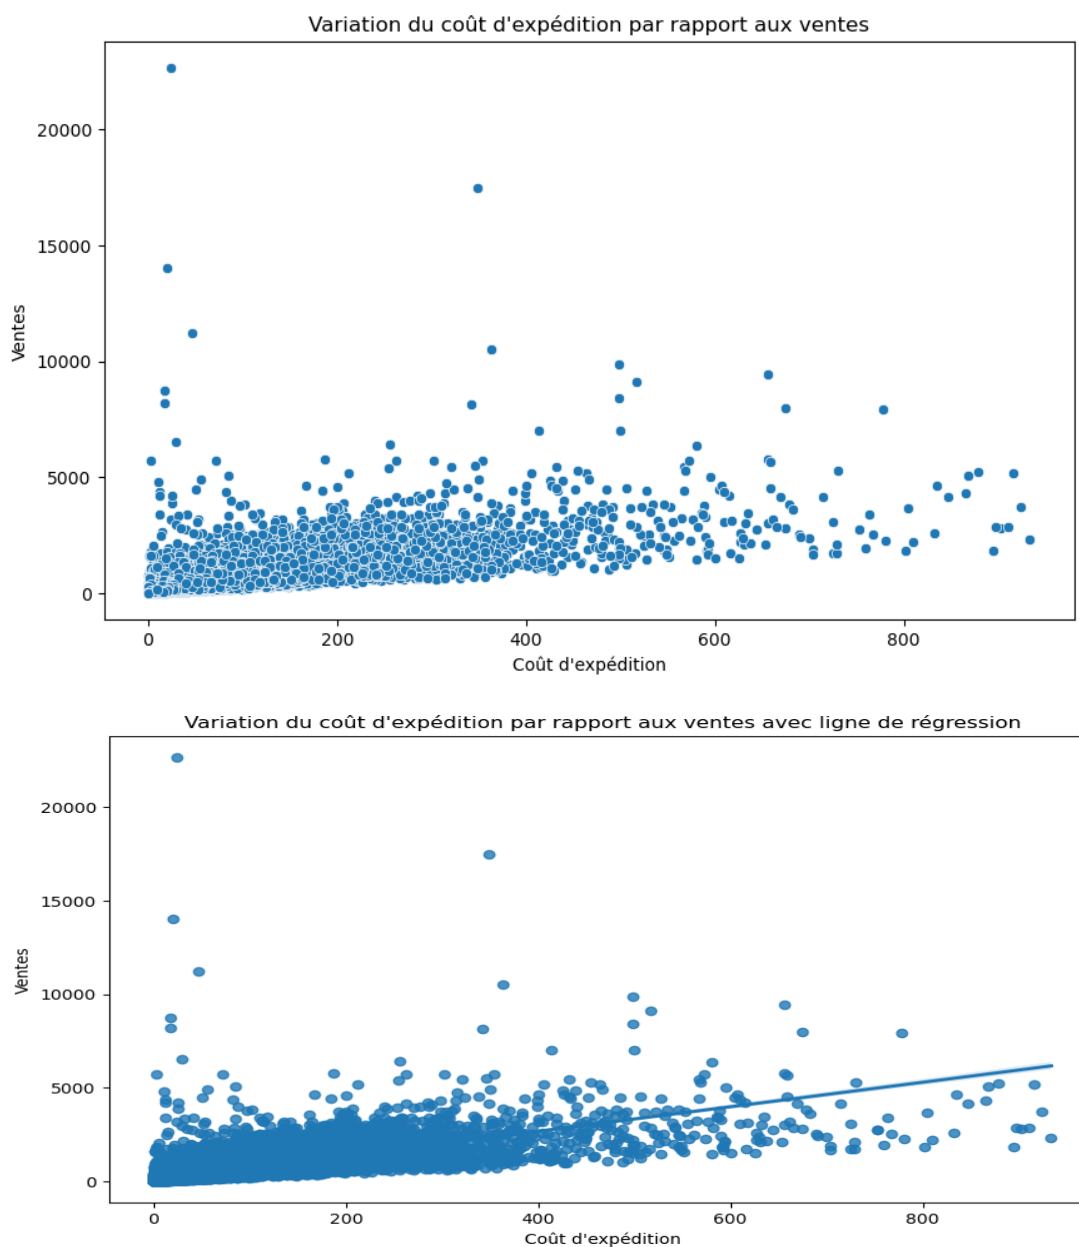 Variation du coût d'expédition par rapport aux ventes
20000
15000
Ventes
10000
5000
0
0 200 400 600 800
Coût d'expédition
Variation du coût d'expédition par rapport aux ventes avec ligne de régression
20000
15000
Ventes
10000
5000
0
0 200 400 600 800
Coût d'expédition